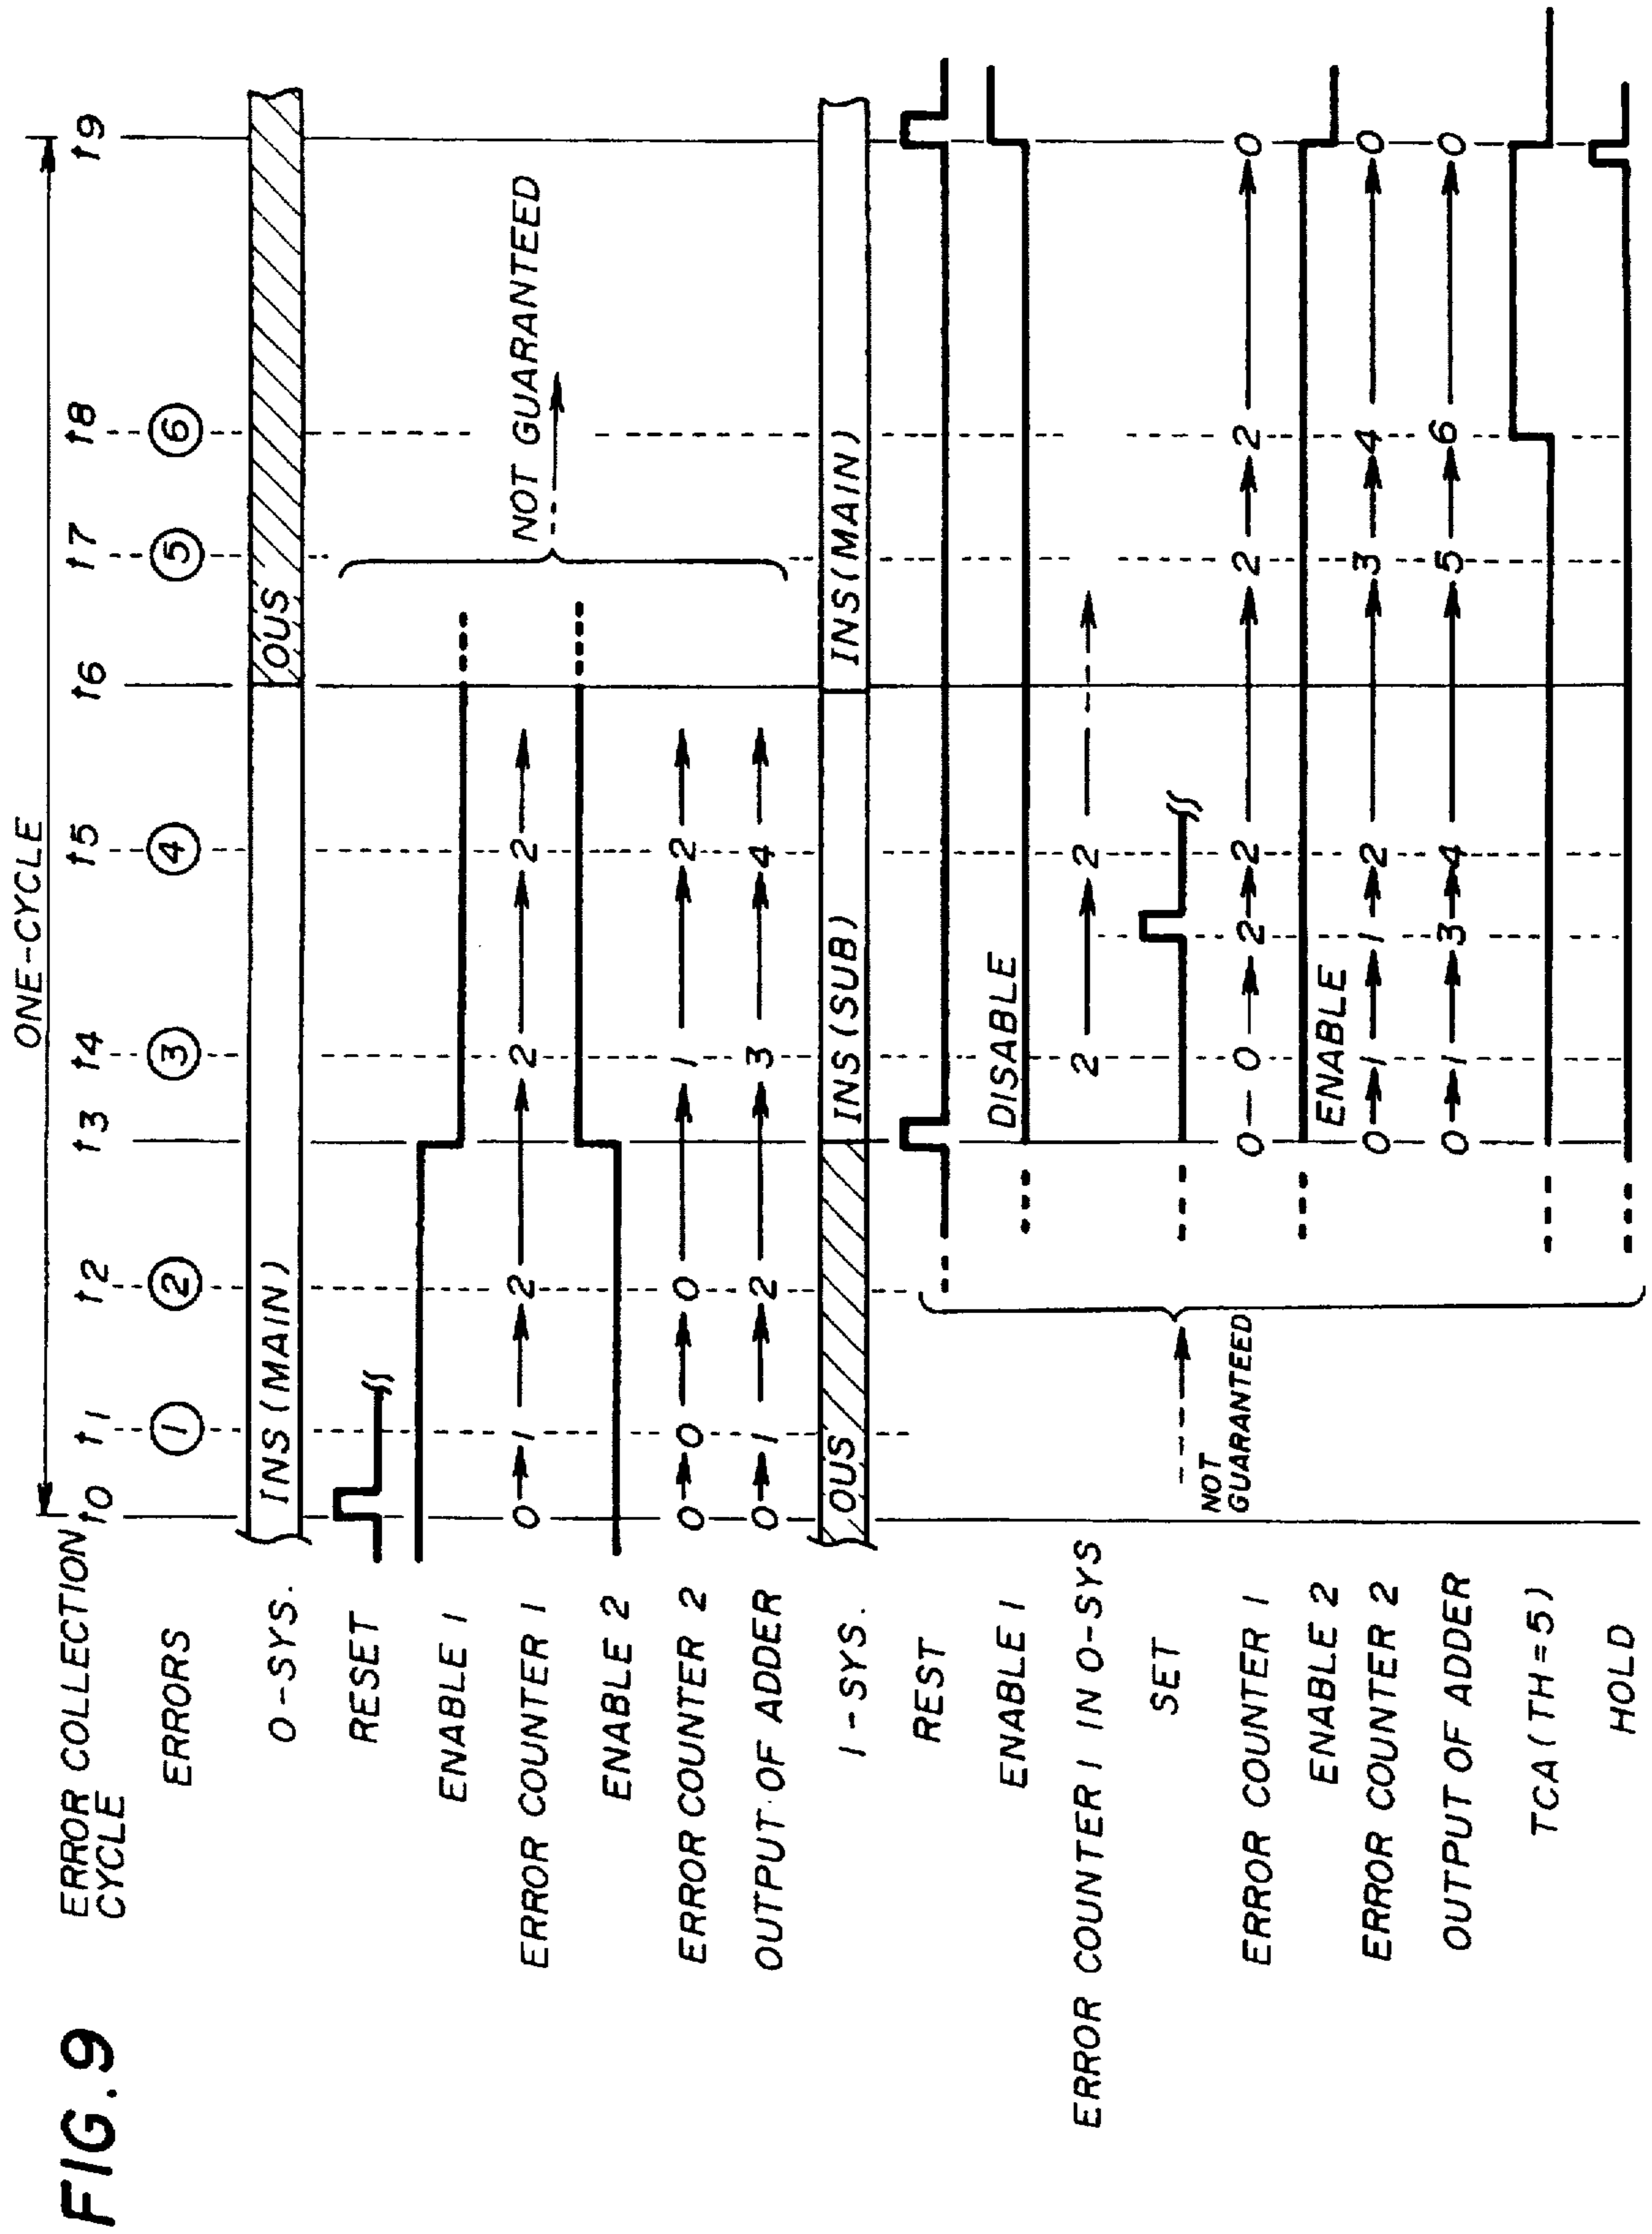 FIG.9
ONE-CYCLE
ERROR COLLECTION
CYCLE
t0 t1 t2 t3 t4 t5 t6 t7 t8 t9
ERRORS 1 2 3 4 5 6
0-SYS. INS (MAIN) OUS
RESET
ENABLE 1
ERROR COUNTER 1 0 1 2 2 2
NOT GUARANTEED
ENABLE 2
ERROR COUNTER 2 0 0 0 1 2
OUTPUT OF ADDER 0 1 2 3 4
1-SYS. OUS INS (SUB) INS (MAIN)
REST
ENABLE 1 DISABLE
ERROR COUNTER 1 IN 0-SYS 2 2
SET
NOT
GUARANTEED
ERROR COUNTER 1 0 0 2 2 2 2 0
ENABLE 2 ENABLE
ERROR COUNTER 2 0 1 1 2 3 4 0
OUTPUT OF ADDER 0 1 3 4 5 6 0
TCA (TH=5)
HOLD